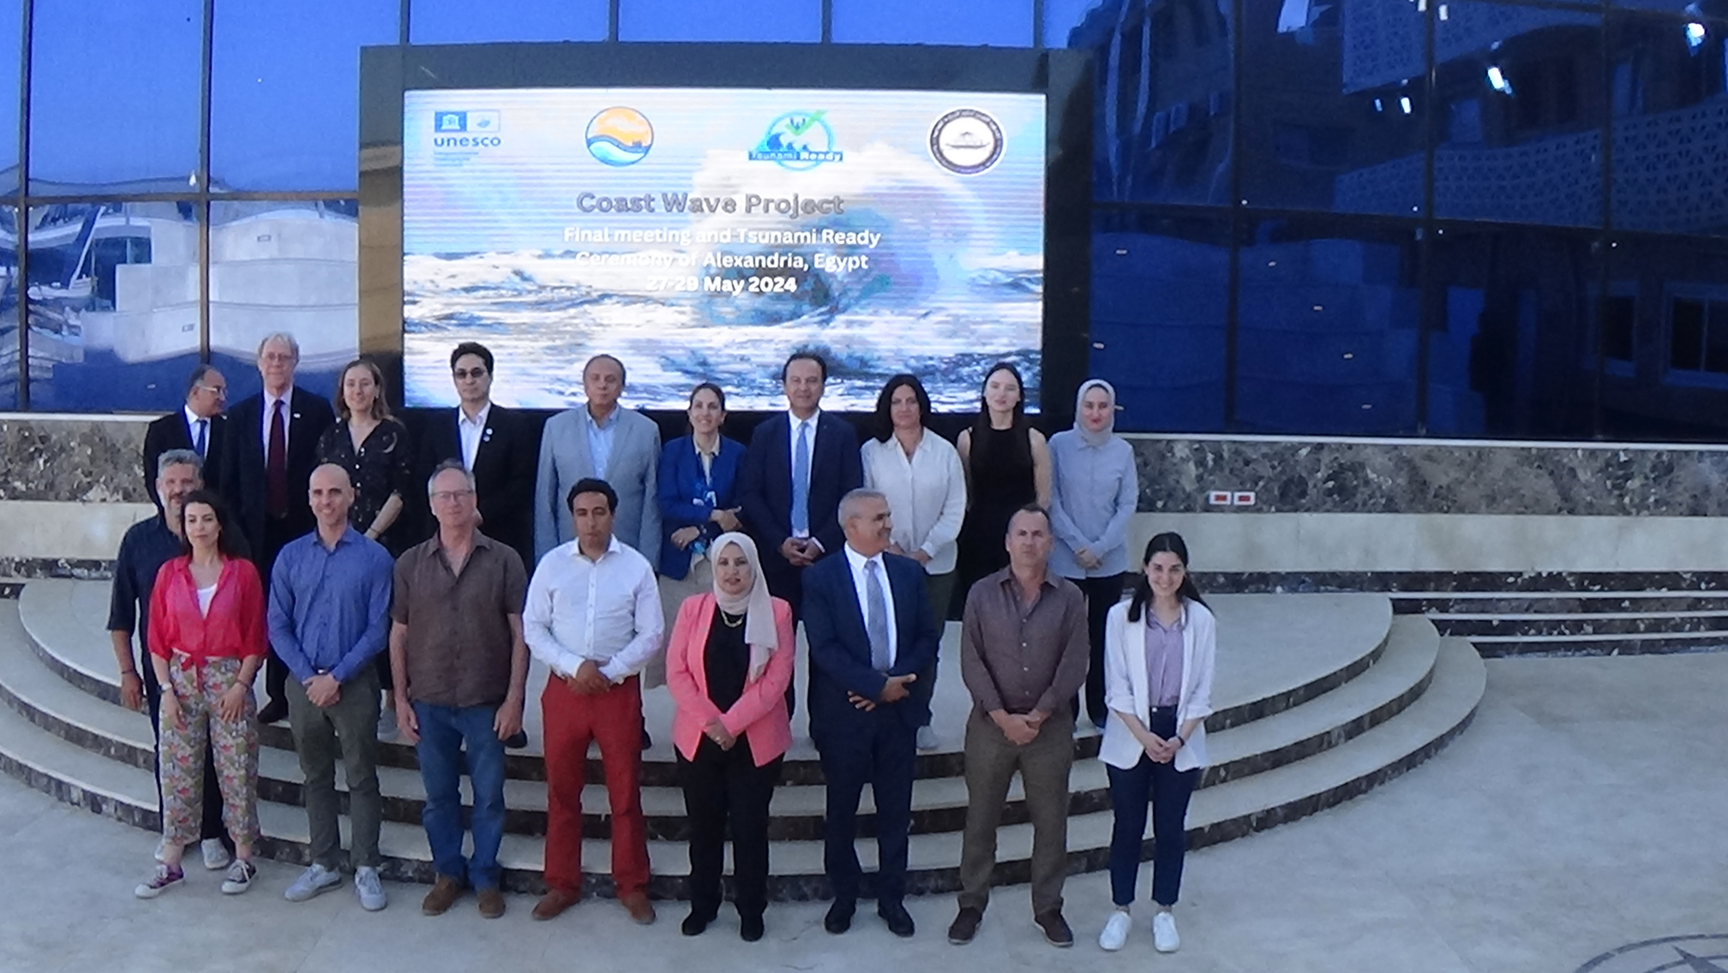 unesco
Tsunami Ready
Coast Wave Project
Final meeting and Tsunami Ready
Ceremony of Alexandria, Egypt
27-29 May 2024